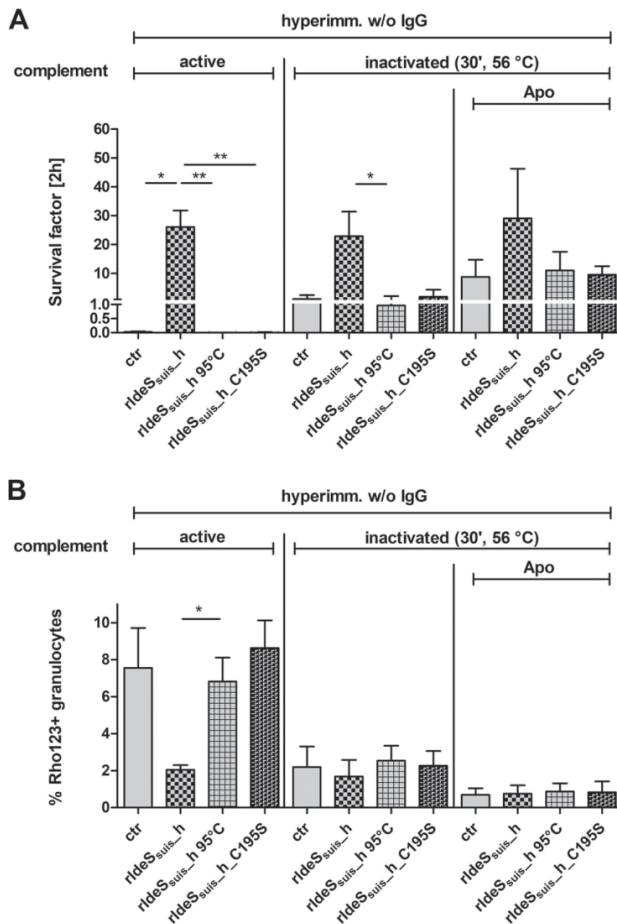 A
hyperimm. w/o IgG
complement
active
inactivated (30', 56 °C)
Apo
Survival factor [2h]
60
50
40
30
20
10
1.0
0.5
0.0
*
**
**
*
ctr
rIdeSsuis_h
rIdeSsuis_h 95°C
rIdeSsuis_h_C195S
ctr
rIdeSsuis_h
rIdeSsuis_h 95°C
rIdeSsuis_h_C195S
ctr
rIdeSsuis_h
rIdeSsuis_h 95°C
rIdeSsuis_h_C195S
B
hyperimm. w/o IgG
complement
active
inactivated (30', 56 °C)
Apo
% Rho123+ granulocytes
10
8
6
4
2
0
*
ctr
rIdeSsuis_h
rIdeSsuis_h 95°C
rIdeSsuis_h_C195S
ctr
rIdeSsuis_h
rIdeSsuis_h 95°C
rIdeSsuis_h_C195S
ctr
rIdeSsuis_h
rIdeSsuis_h 95°C
rIdeSsuis_h_C195S